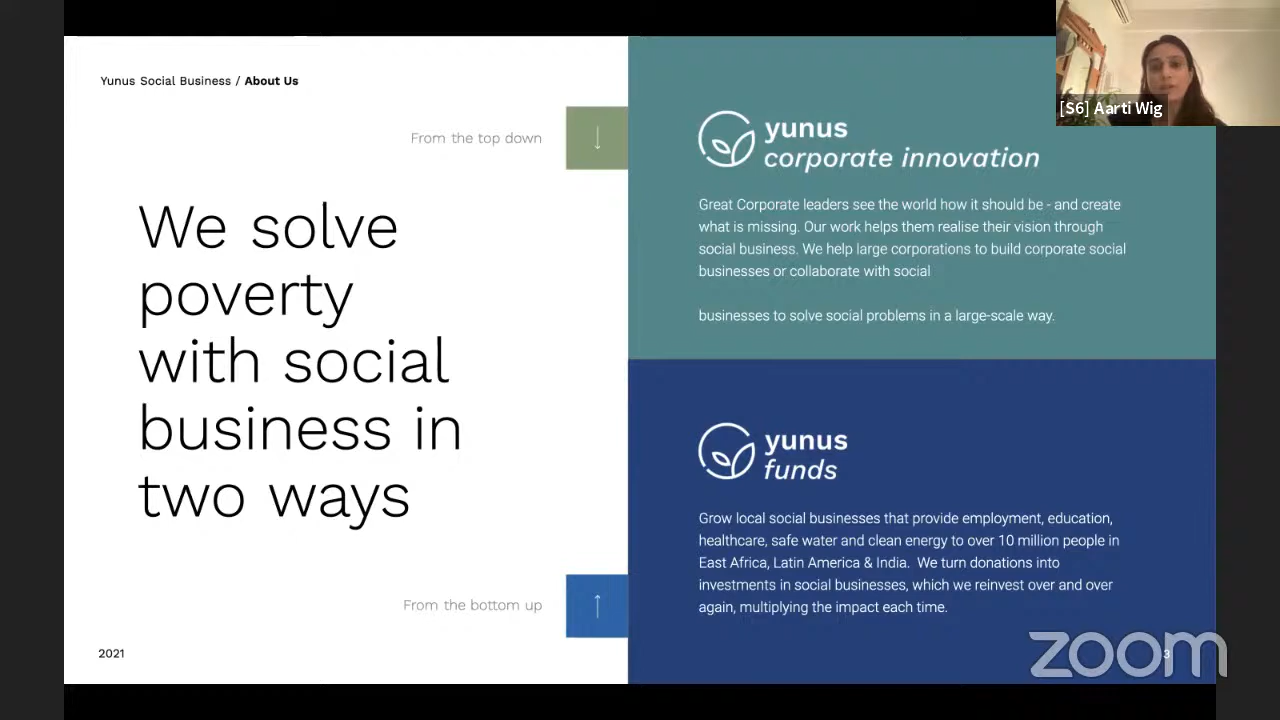 Yunus Social Business / About Us
From the top down
↓
We solve
poverty
with social
business in
two ways
From the bottom up
↑
2021
yunus
corporate innovation
Great Corporate leaders see the world how it should be - and create
what is missing. Our work helps them realise their vision through
social business. We help large corporations to build corporate social
businesses or collaborate with social
businesses to solve social problems in a large-scale way.
yunus
funds
Grow local social businesses that provide employment, education,
healthcare, safe water and clean energy to over 10 million people in
East Africa, Latin America & India. We turn donations into
investments in social businesses, which we reinvest over and over
again, multiplying the impact each time.
3
[S6] Aarti Wig
zoom